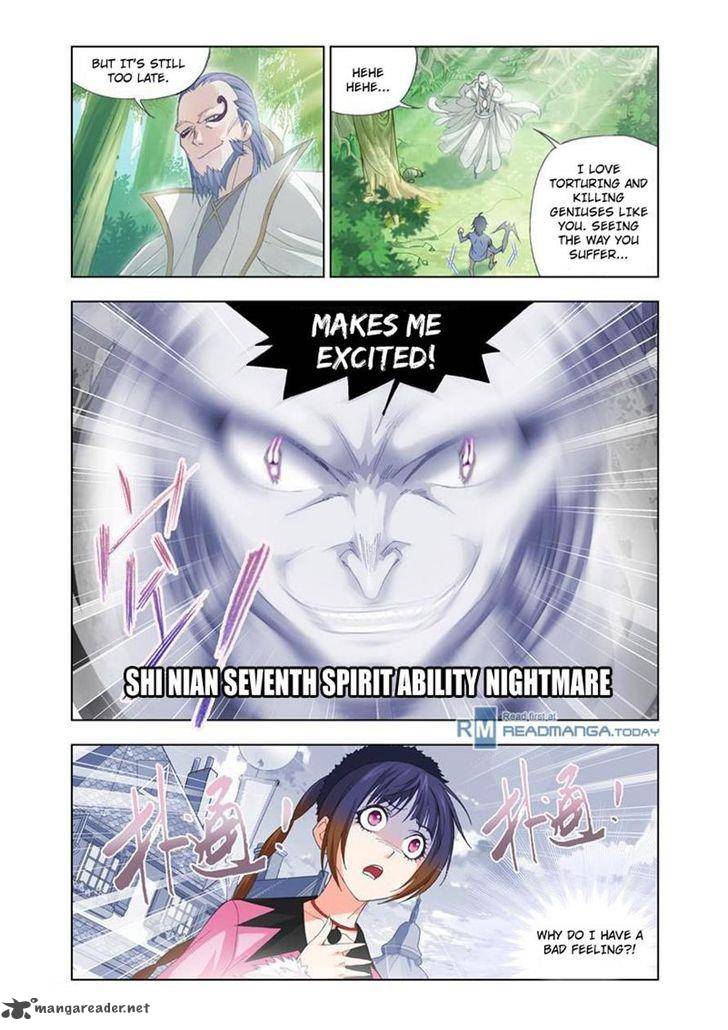 BUT IT'S STILL
TOO LATE.
HEHE
HEHE...
I LOVE
TORTURING AND
KILLING
GENIUSES LIKE
YOU. SEEING
THE WAY YOU
SUFFER...
MAKES ME
EXCITED!
SHI NIAN SEVENTH SPIRIT ABILITY NIGHTMARE
RM Read first at
READMANGA.TODAY
扑通!
扑通!
WHY DO I HAVE A
BAD FEELING?!
mangareader.net